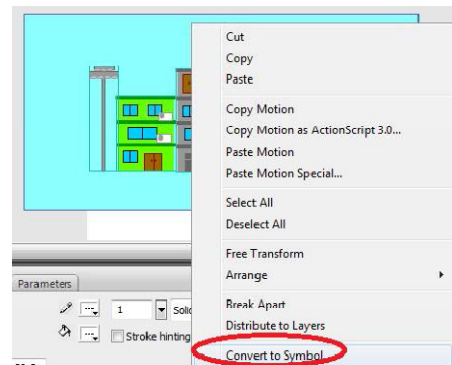 Cut
Copy
Paste
Copy Motion
Copy Motion as ActionScript 3.0...
Paste Motion
Paste Motion Special...
Select All
Deselect All
Free Transform
Arrange
Break Apart
Distribute to Layers
Convert to Symbol
Parameters
1
Stroke hinting